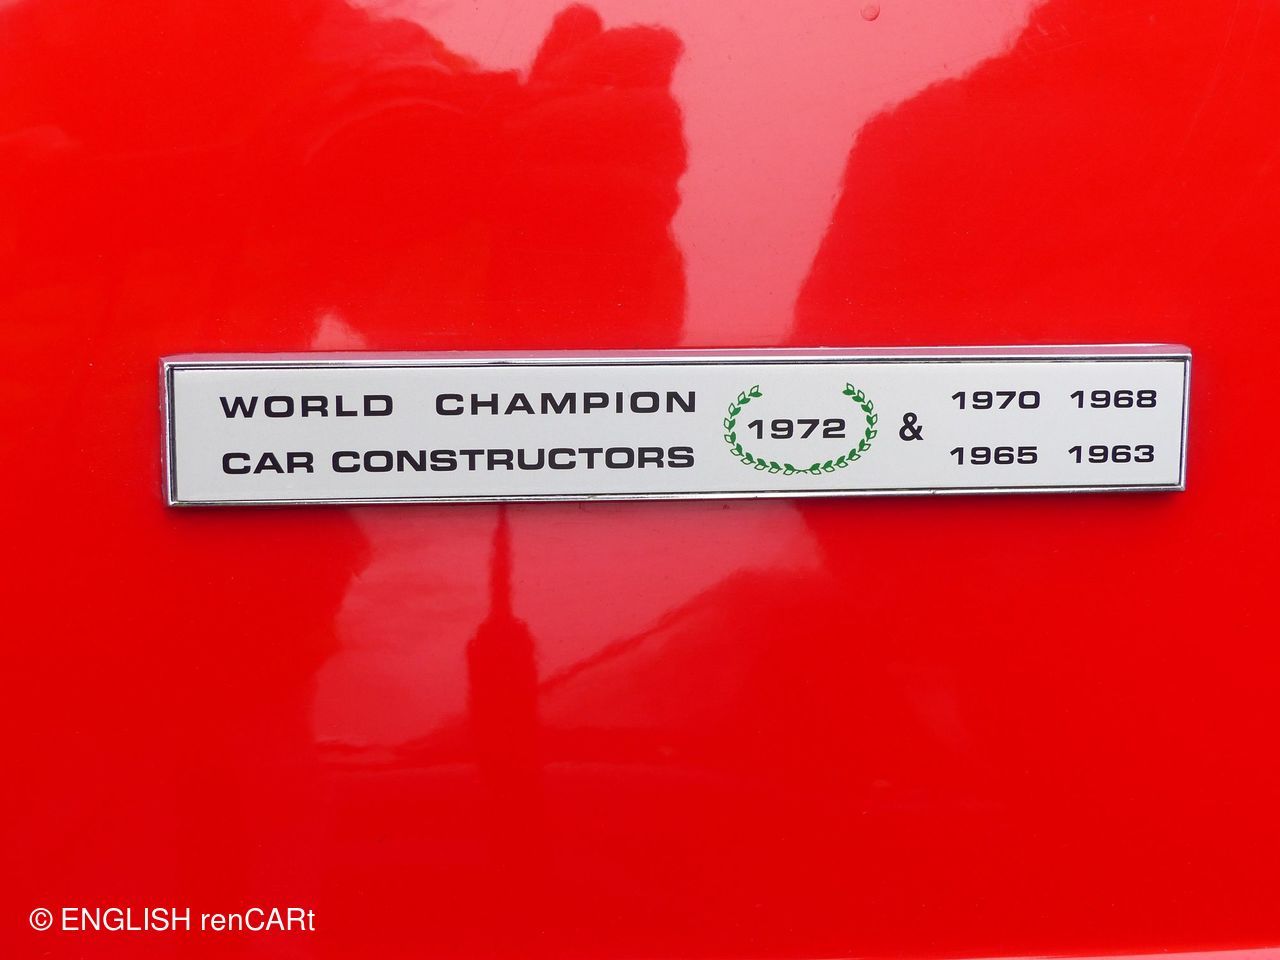 WORLD CHAMPION
CAR CONSTRUCTORS
1972
&
1970 1968
1965 1963
© ENGLISH renCARt